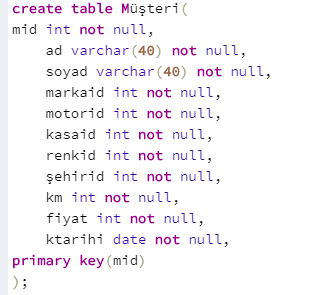 create table Müşteri(
mid int not null,
ad varchar(40) not null,
soyad varchar(40) not null,
markaid int not null,
motorid int not null,
kasaid int not null,
renkid int not null,
şehirid int not null,
km int not null,
fiyat int not null,
ktarihi date not null,
primary key(mid)
);